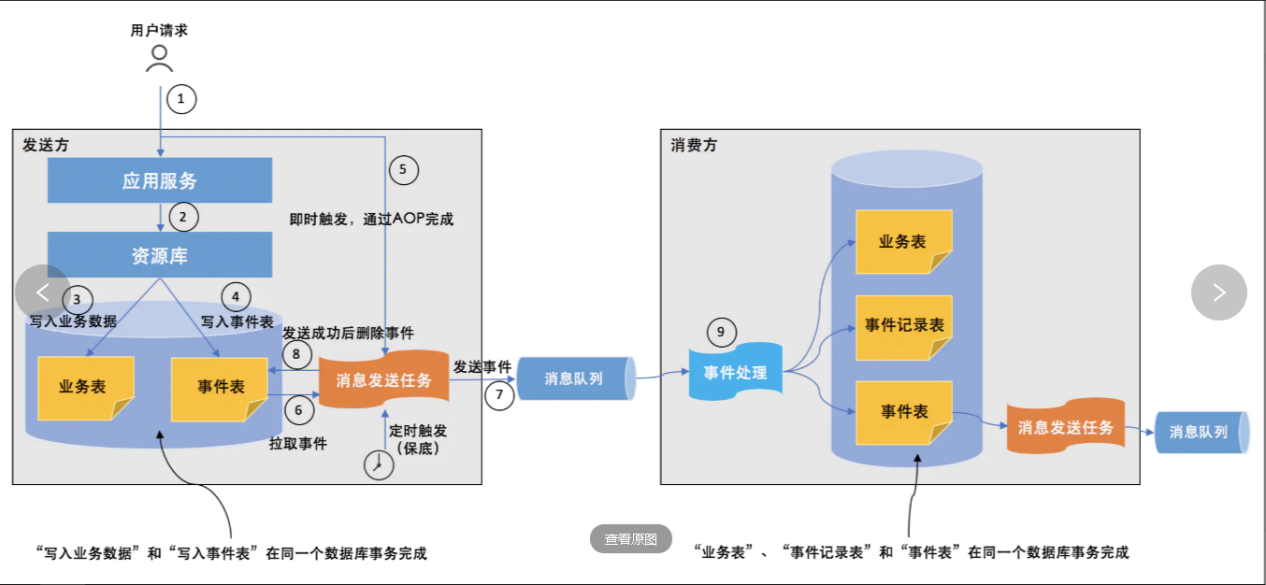 用户请求
1
发送方
应用服务
5
2
即时触发，通过AOP完成
资源库
3
4
写入业务数据
写入事件表
发送成功后删除事件
8
业务表
事件表
消息发送任务
发送事件
7
消息队列
6
拉取事件
定时触发
（保底）
“写入业务数据”和“写入事件表”在同一个数据库事务完成
消费方
业务表
9
事件记录表
事件处理
事件表
消息发送任务
消息队列
查看原图
“业务表”、“事件记录表”和“事件表”在同一个数据库事务完成